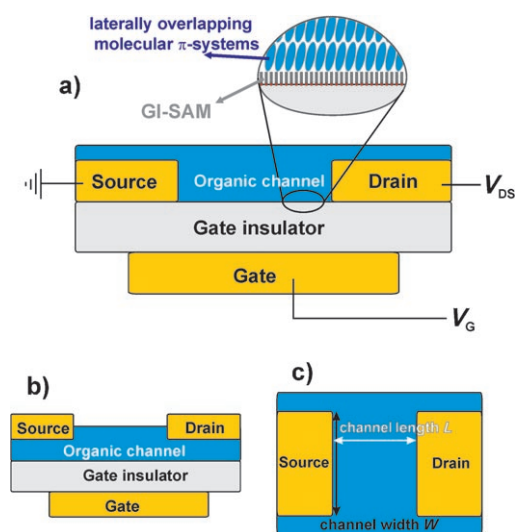 laterally overlapping
molecular π-systems
a)
GI-SAM
Source
Organic channel
Drain
V_DS
Gate insulator
Gate
V_G
b)
Source
Drain
Organic channel
Gate insulator
Gate
c)
channel length L
Source
Drain
channel width W